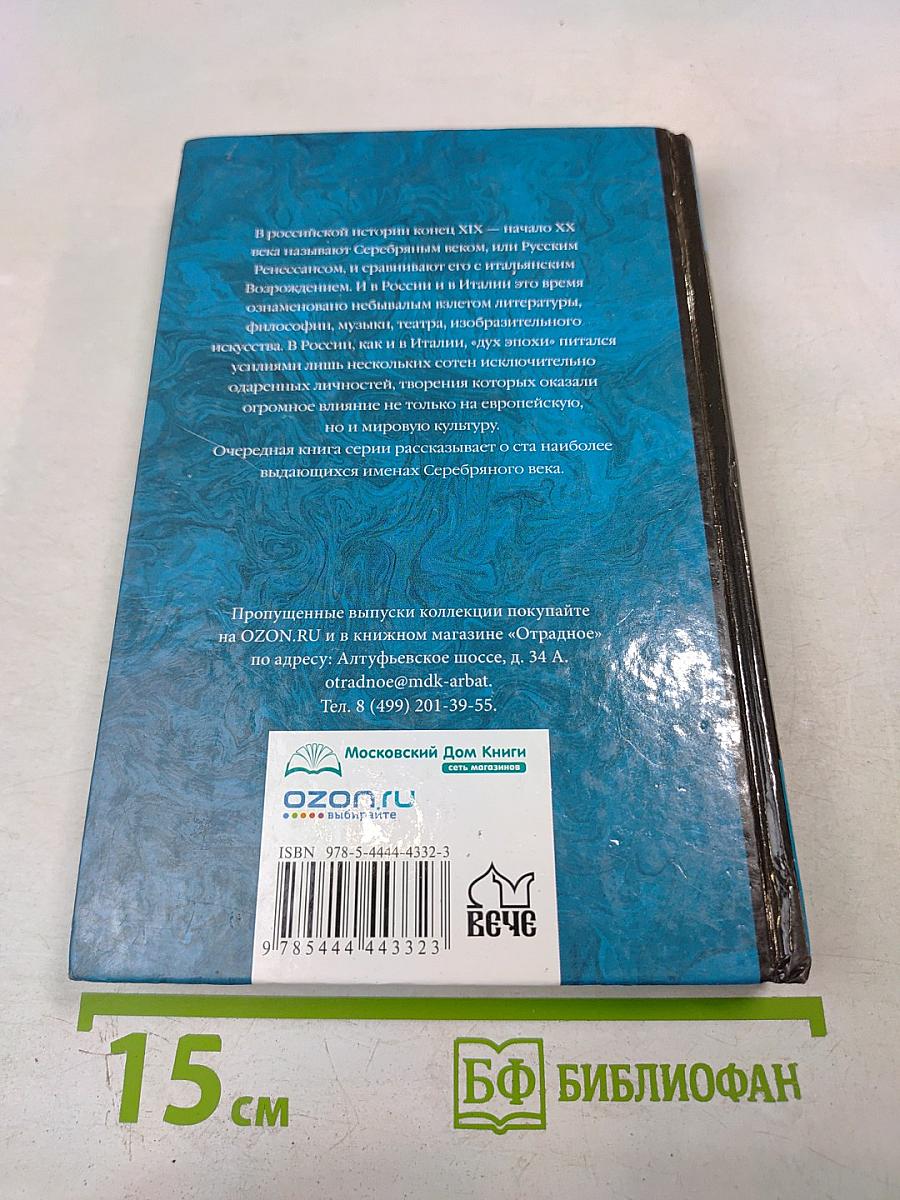 В российской истории конец XIX — начало XX
века называют Серебряным веком, или Русским
Ренессансом, и сравнивают его с итальянским
Возрождением. И в России и в Италии это время
ознаменовано небывалым взлетом литературы,
философии, музыки, театра, изобразительного
искусства. В России, как и в Италии, «дух эпохи» питался
усилиями лишь нескольких сотен исключительно
одаренных личностей, творения которых оказали
огромное влияние не только на европейскую,
но и мировую культуру.
Очередная книга серии рассказывает о ста наиболее
выдающихся именах Серебряного века.
Пропущенные выпуски коллекции покупайте
на OZON.RU и в книжном магазине «Отрадное»
по адресу: Алтуфьевское шоссе, д. 34 А.
otradnoe@mdk-arbat.
Тел. 8 (499) 201-39-55.
Московский Дом Книги
сеть магазинов
ozon.ru
выбирайте
ISBN 978-5-4444-4332-3
9 785444 443323
ВЕЧЕ
15 см
БФ БИБЛИОФАН